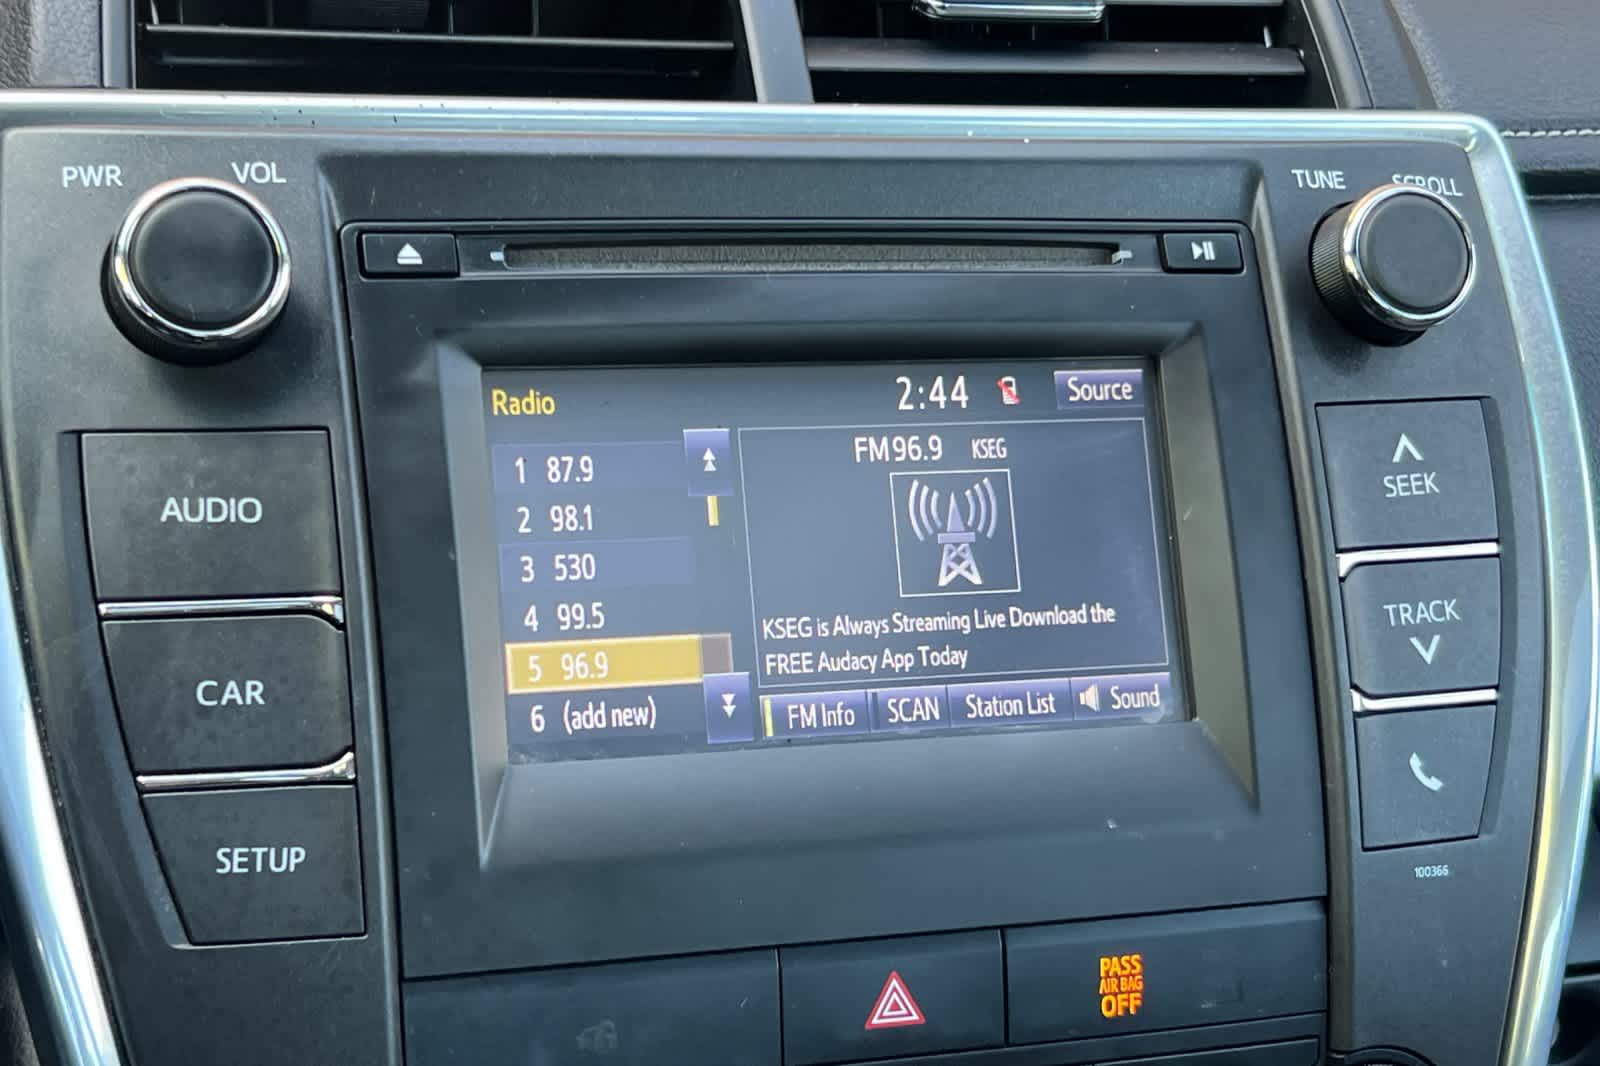 PWR VOL
TUNE SCROLL
AUDIO
CAR
SETUP
Radio
2:44
Source
1 87.9
2 98.1
3 530
4 99.5
5 96.9
6 (add new)
FM 96.9 KSEG
KSEG is Always Streaming Live Download the
FREE Audacy App Today
FM Info
SCAN
Station List
Sound
SEEK
TRACK
100366
PASS
AIR BAG
OFF